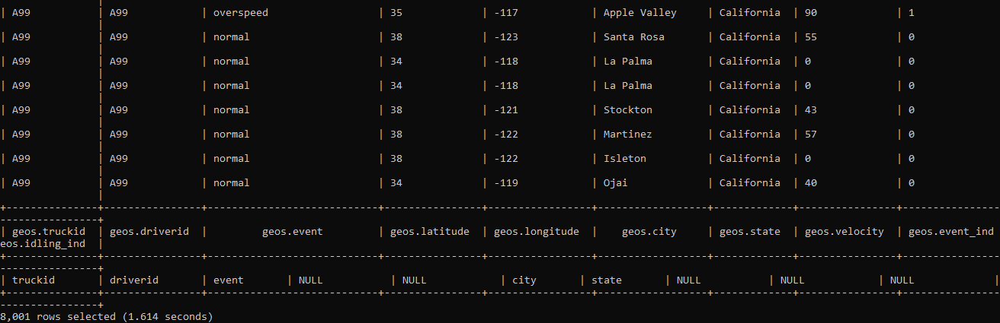 | A99 | A99 | overspeed | 35 | -117 | Apple Valley | California | 90 | 1
|
| A99 | A99 | normal | 38 | -123 | Santa Rosa | California | 55 | 0
|
| A99 | A99 | normal | 34 | -118 | La Palma | California | 0 | 0
|
| A99 | A99 | normal | 34 | -118 | La Palma | California | 0 | 0
|
| A99 | A99 | normal | 38 | -121 | Stockton | California | 43 | 0
|
| A99 | A99 | normal | 38 | -122 | Martinez | California | 57 | 0
|
| A99 | A99 | normal | 38 | -122 | Isleton | California | 0 | 0
|
| A99 | A99 | normal | 34 | -119 | Ojai | California | 40 | 0
|
+----------------+----------------+----------------------------+----------------+-----------------+------------------+-------------+----------------+----------------
----------------+
| geos.truckid | geos.driverid | geos.event | geos.latitude | geos.longitude | geos.city | geos.state | geos.velocity | geos.event_ind
eos.idling_ind |
+----------------+----------------+----------------------------+----------------+-----------------+------------------+-------------+----------------+----------------
----------------+
| truckid | driverid | event | NULL | NULL | city | state | NULL | NULL | NULL |
+----------------+----------------+----------------------------+----------------+-----------------+------------------+-------------+----------------+----------------
----------------+
8,001 rows selected (1.614 seconds)